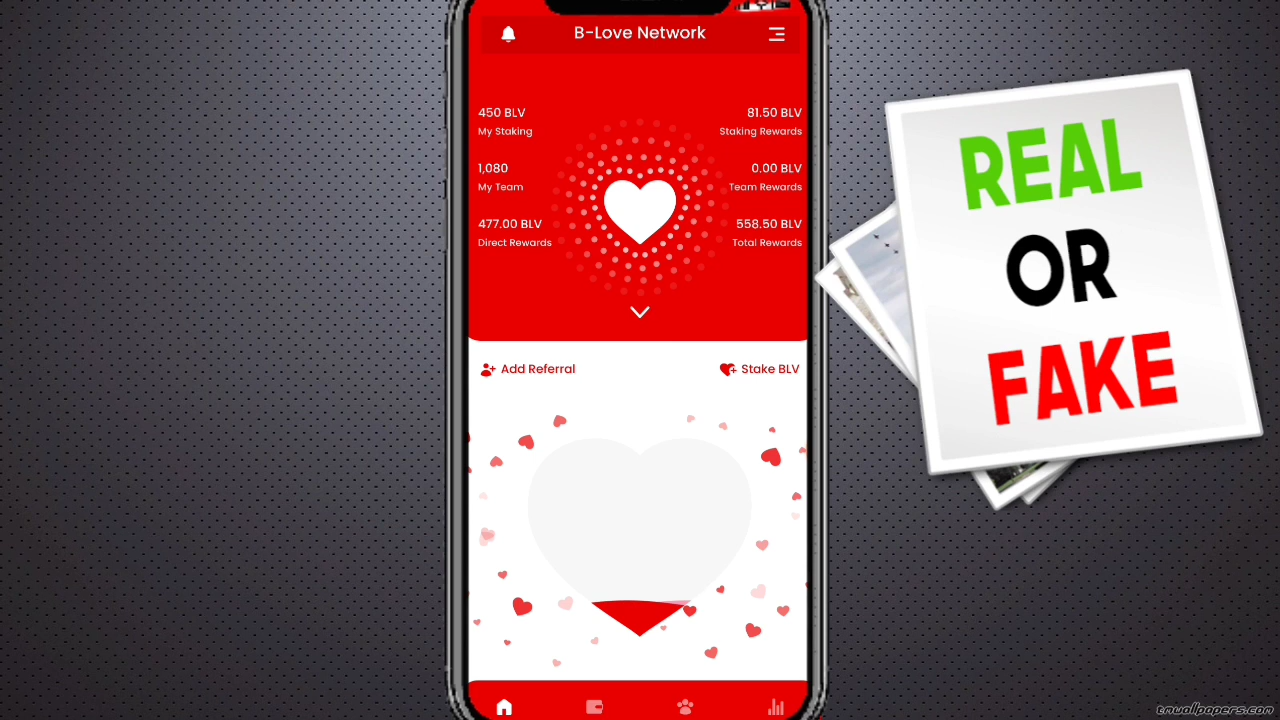 B-Love Network
450 BLV
My Staking
81.50 BLV
Staking Rewards
1,080
My Team
0.00 BLV
Team Rewards
477.00 BLV
Direct Rewards
558.50 BLV
Total Rewards
Add Referral
Stake BLV
REAL
OR
FAKE
tnwallpapers.com